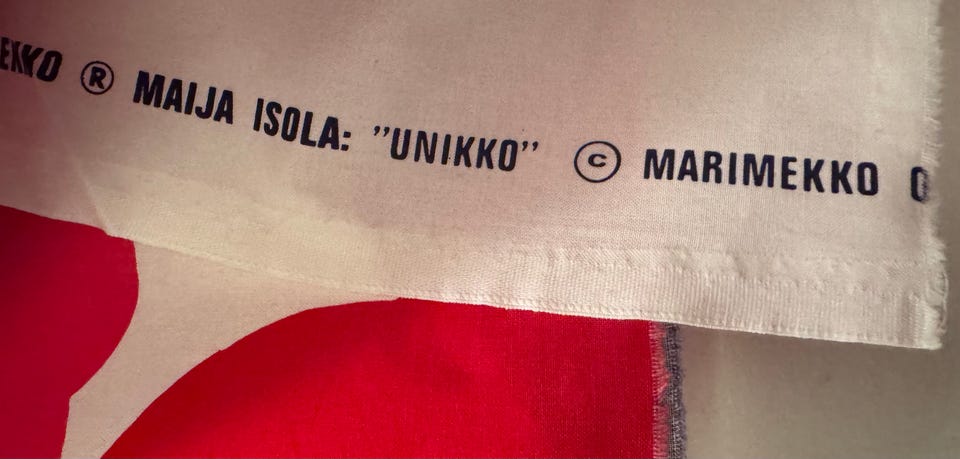 EKKO ® MAIJA ISOLA: ”UNIKKO” © MARIMEKKO